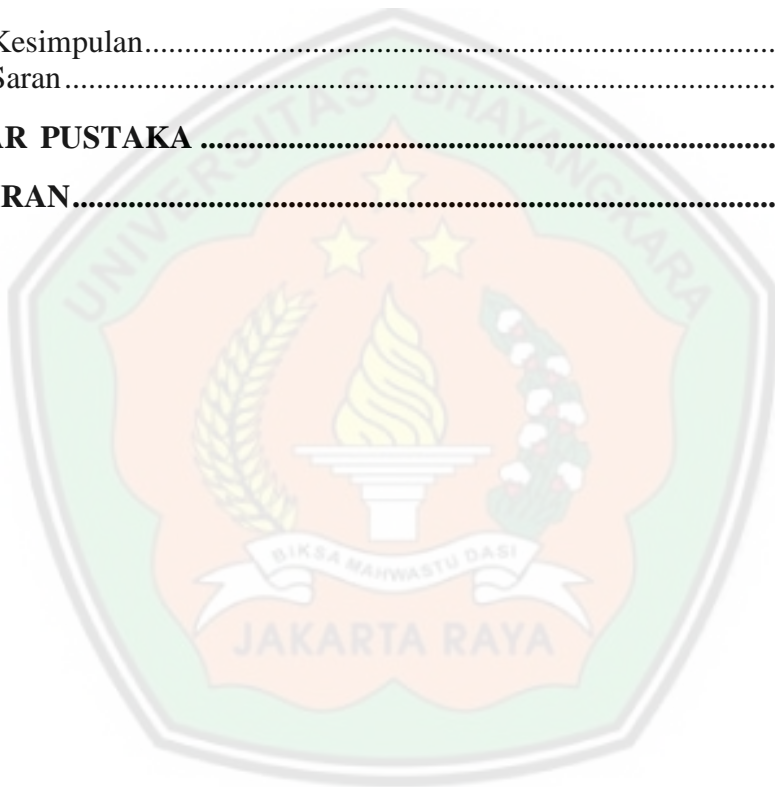 Kesimpulan....................................................................................
Saran..............................................................................................
AR PUSTAKA ........................................................................
RAN........................................................................................
UNIVERSITAS BHAYANGKARA
BIKSA MAHWASTU DASI
JAKARTA RAYA